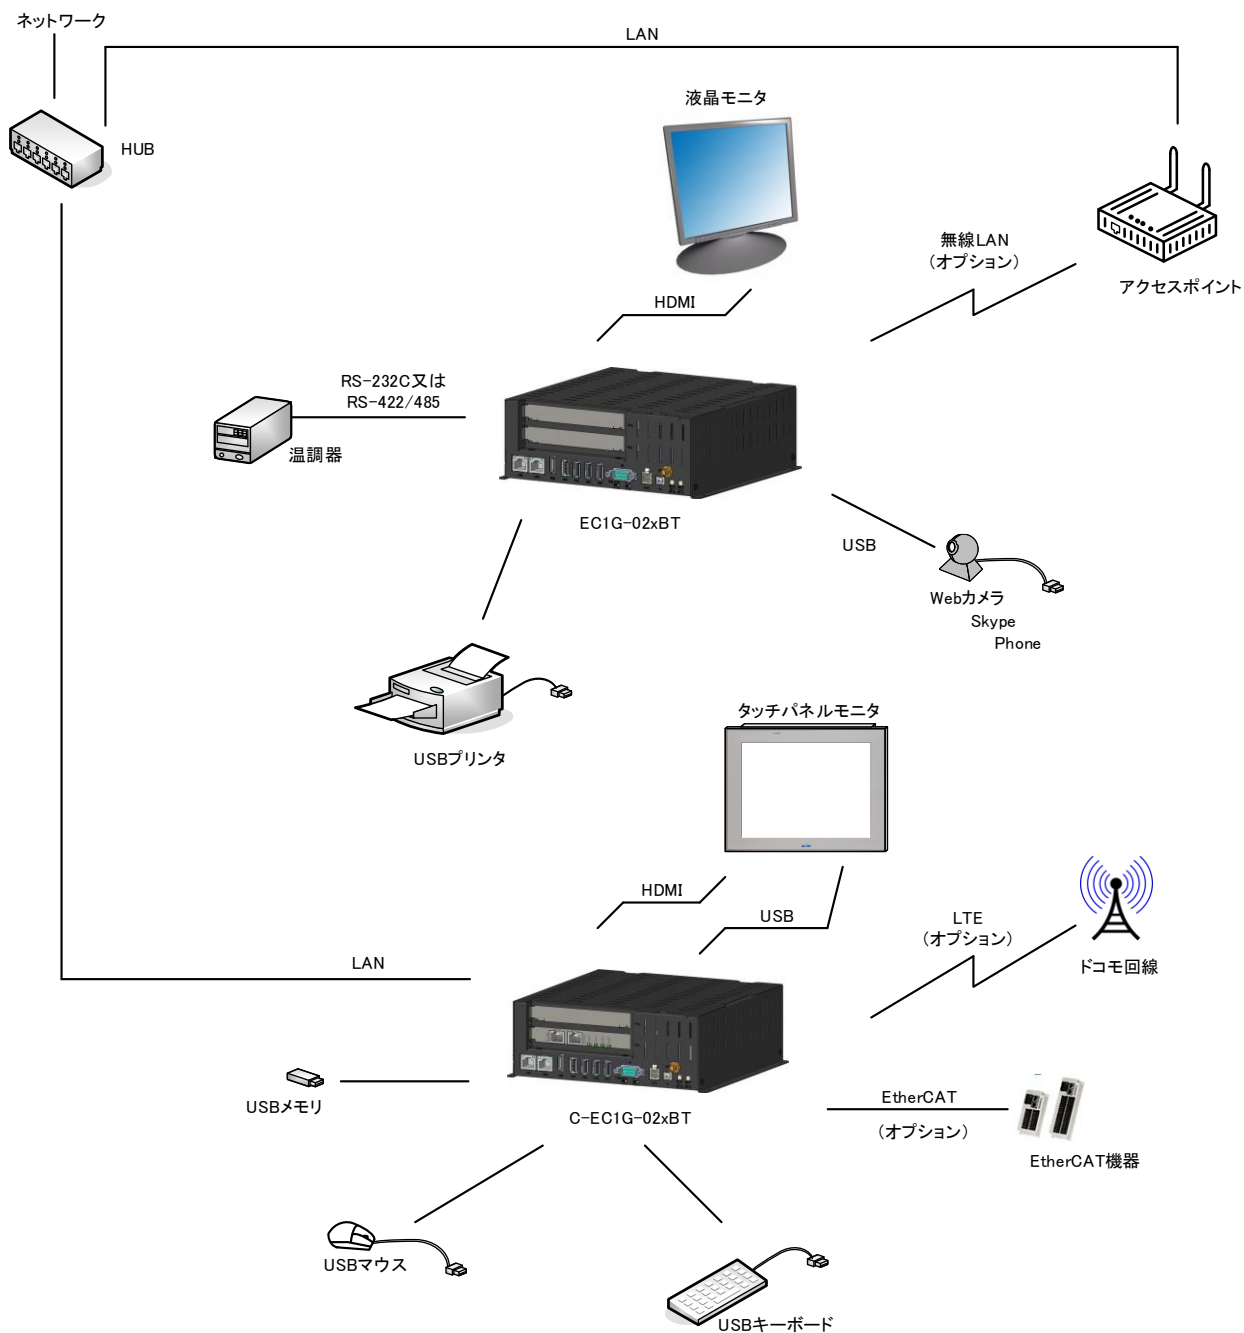 ネットワーク
LAN
HUB
液晶モニタ
無線LAN
(オプション)
アクセスポイント
HDMI
RS-232C又は
RS-422/485
温調器
EC1G-02xBT
USB
Webカメラ
Skype
Phone
USBプリンタ
タッチパネルモニタ
HDMI
USB
LTE
(オプション)
ドコモ回線
LAN
USBメモリ
C-EC1G-02xBT
EtherCAT
(オプション)
EtherCAT機器
USBマウス
USBキーボード